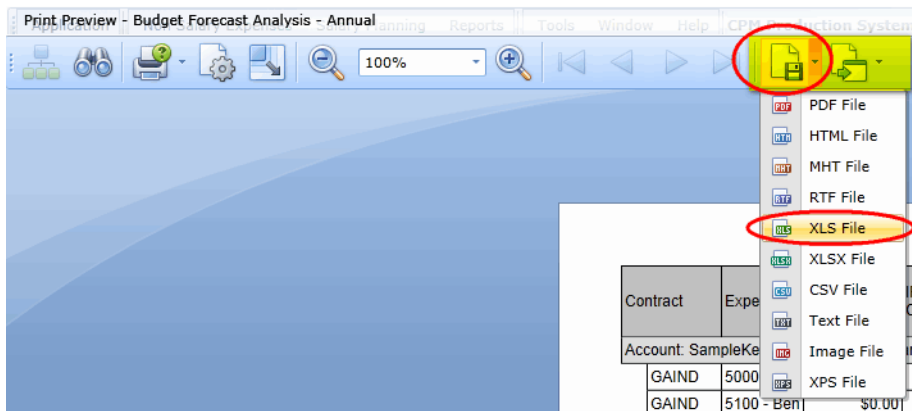 Print Preview - Budget Forecast Analysis - Annual
Application Non Salary Expenses Salary Planning Reports Tools Window Help CPM Production System
100%
PDF File
HTML File
MHT File
RTF File
XLS File
XLSX File
CSV File
Text File
Image File
XPS File
Contract Expe
Account: SampleKe
GAIND 5000
GAIND 5100 - Ben $0.00